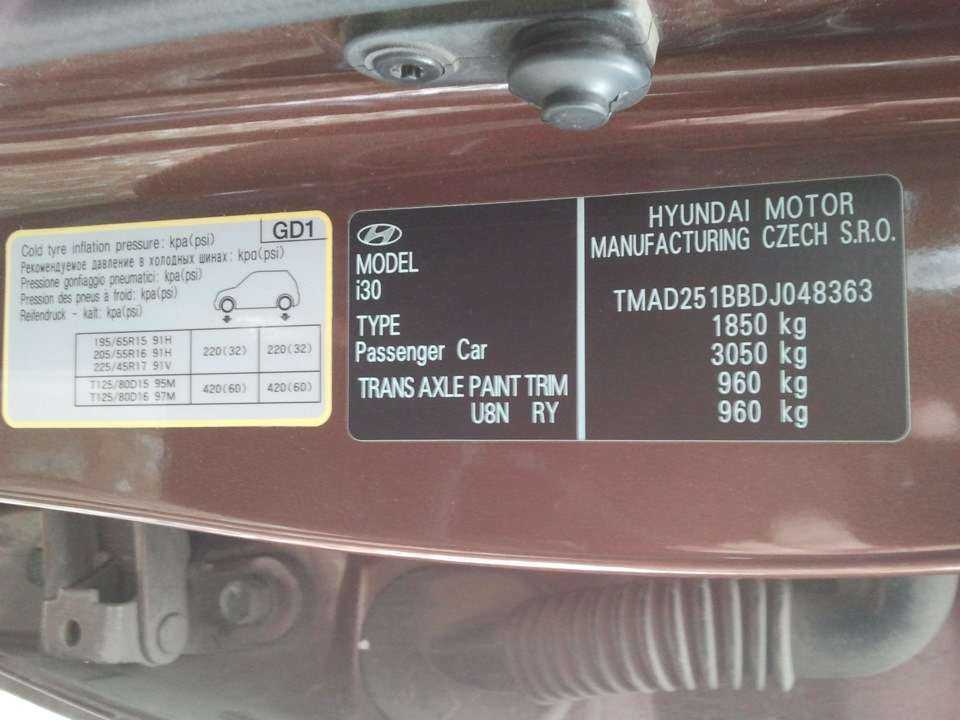 GD1
Cold tyre inflation pressure: kpa(psi)
Рекомендуемое давление в холодных шинах: kpa(psi)
Pressione gonfiaggio pneumatici: kpa(psi)
Pression des pneus a froid: kpa(psi)
Reifendruck - kalt: kpa(psi)
195/65R15 91H
205/55R16 91H 220(32) 220(32)
225/45R17 91V
T125/80D15 95M 420(60) 420(60)
T125/80D16 97M
MODEL
i30
TYPE
Passenger Car
TRANS AXLE PAINT TRIM
U8N RY
HYUNDAI MOTOR
MANUFACTURING CZECH S.R.O.
TMAD251BBDJ048363
1850 kg
3050 kg
960 kg
960 kg